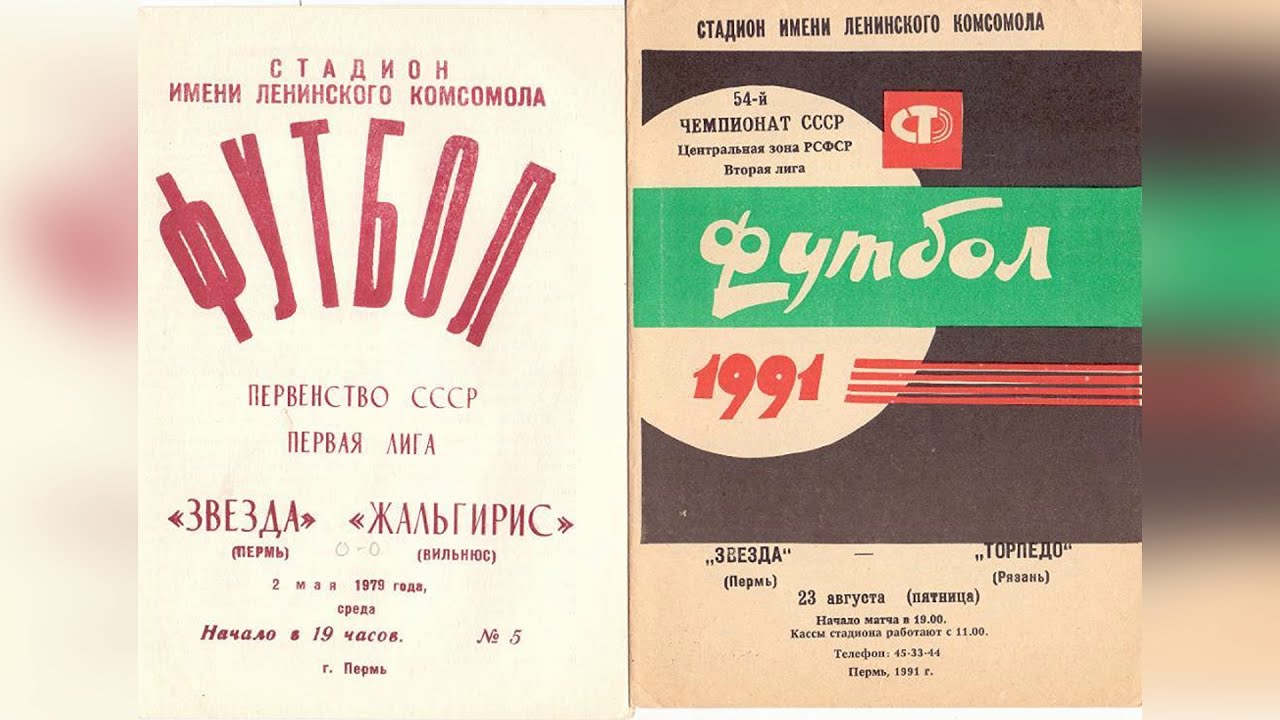 СТАДИОН
ИМЕНИ ЛЕНИНСКОГО КОМСОМОЛА
ФУТБОЛ
ПЕРВЕНСТВО СССР
ПЕРВАЯ ЛИГА
«ЗВЕЗДА» «ЖАЛЬГИРИС»
(ПЕРМЬ) 0-0 (ВИЛЬНЮС)
2 мая 1979 года,
среда
Начало в 19 часов. № 5
г. Пермь
СТАДИОН ИМЕНИ ЛЕНИНСКОГО КОМСОМОЛА
54-й
ЧЕМПИОНАТ СССР
Центральная зона РСФСР
Вторая лига
Футбол
1991
„ЗВЕЗДА“ — „ТОРПЕДО“
(Пермь) (Рязань)
23 августа (пятница)
Начало матча в 19.00.
Кассы стадиона работают с 11.00.
Телефон: 45-33-44
Пермь, 1991 г.